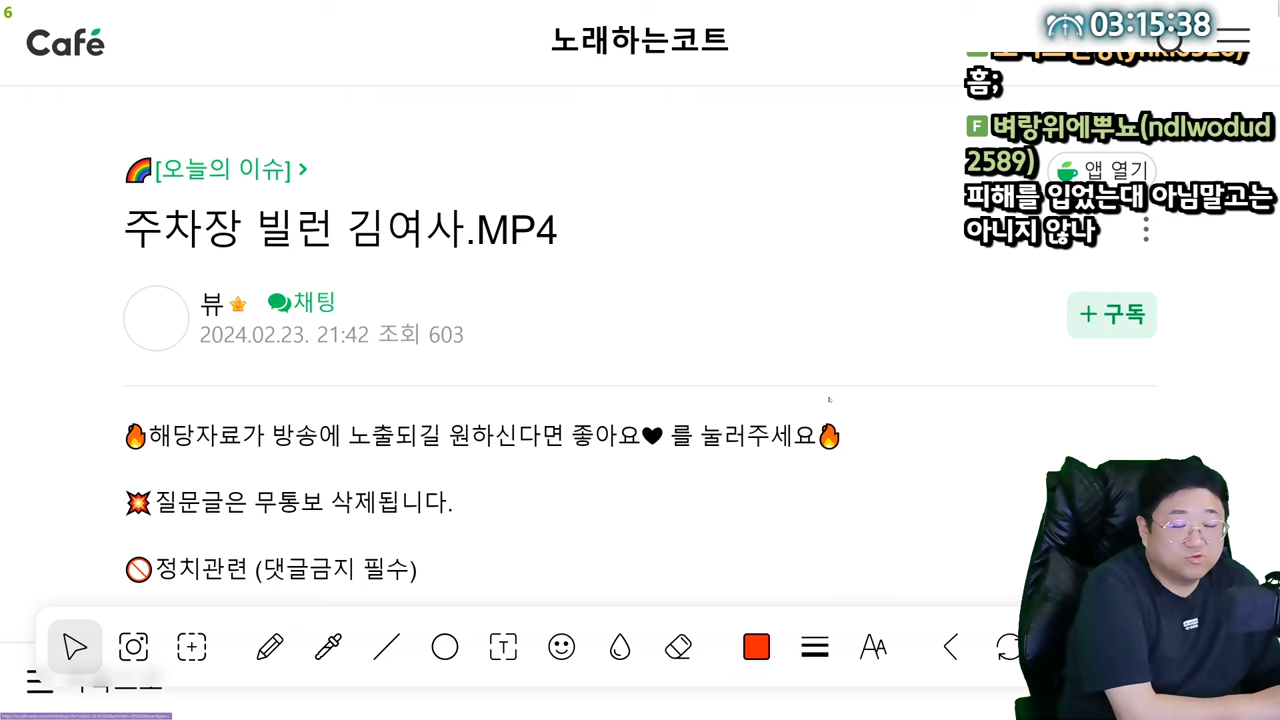 6
Café
노래하는코트
03:15:38
흠;
F 벼랑위에뿌뇨(ndlwodud
2589)
피해를 입었는대 아님말고는
아니지 않나
앱 열기
[오늘의 이슈]
주차장 빌런 김여사.MP4
뷰 채팅
2024.02.23. 21:42 조회 603
+ 구독
해당자료가 방송에 노출되길 원하신다면 좋아요🖤 를 눌러주세요
질문글은 무통보 삭제됩니다.
정치관련 (댓글금지 필수)